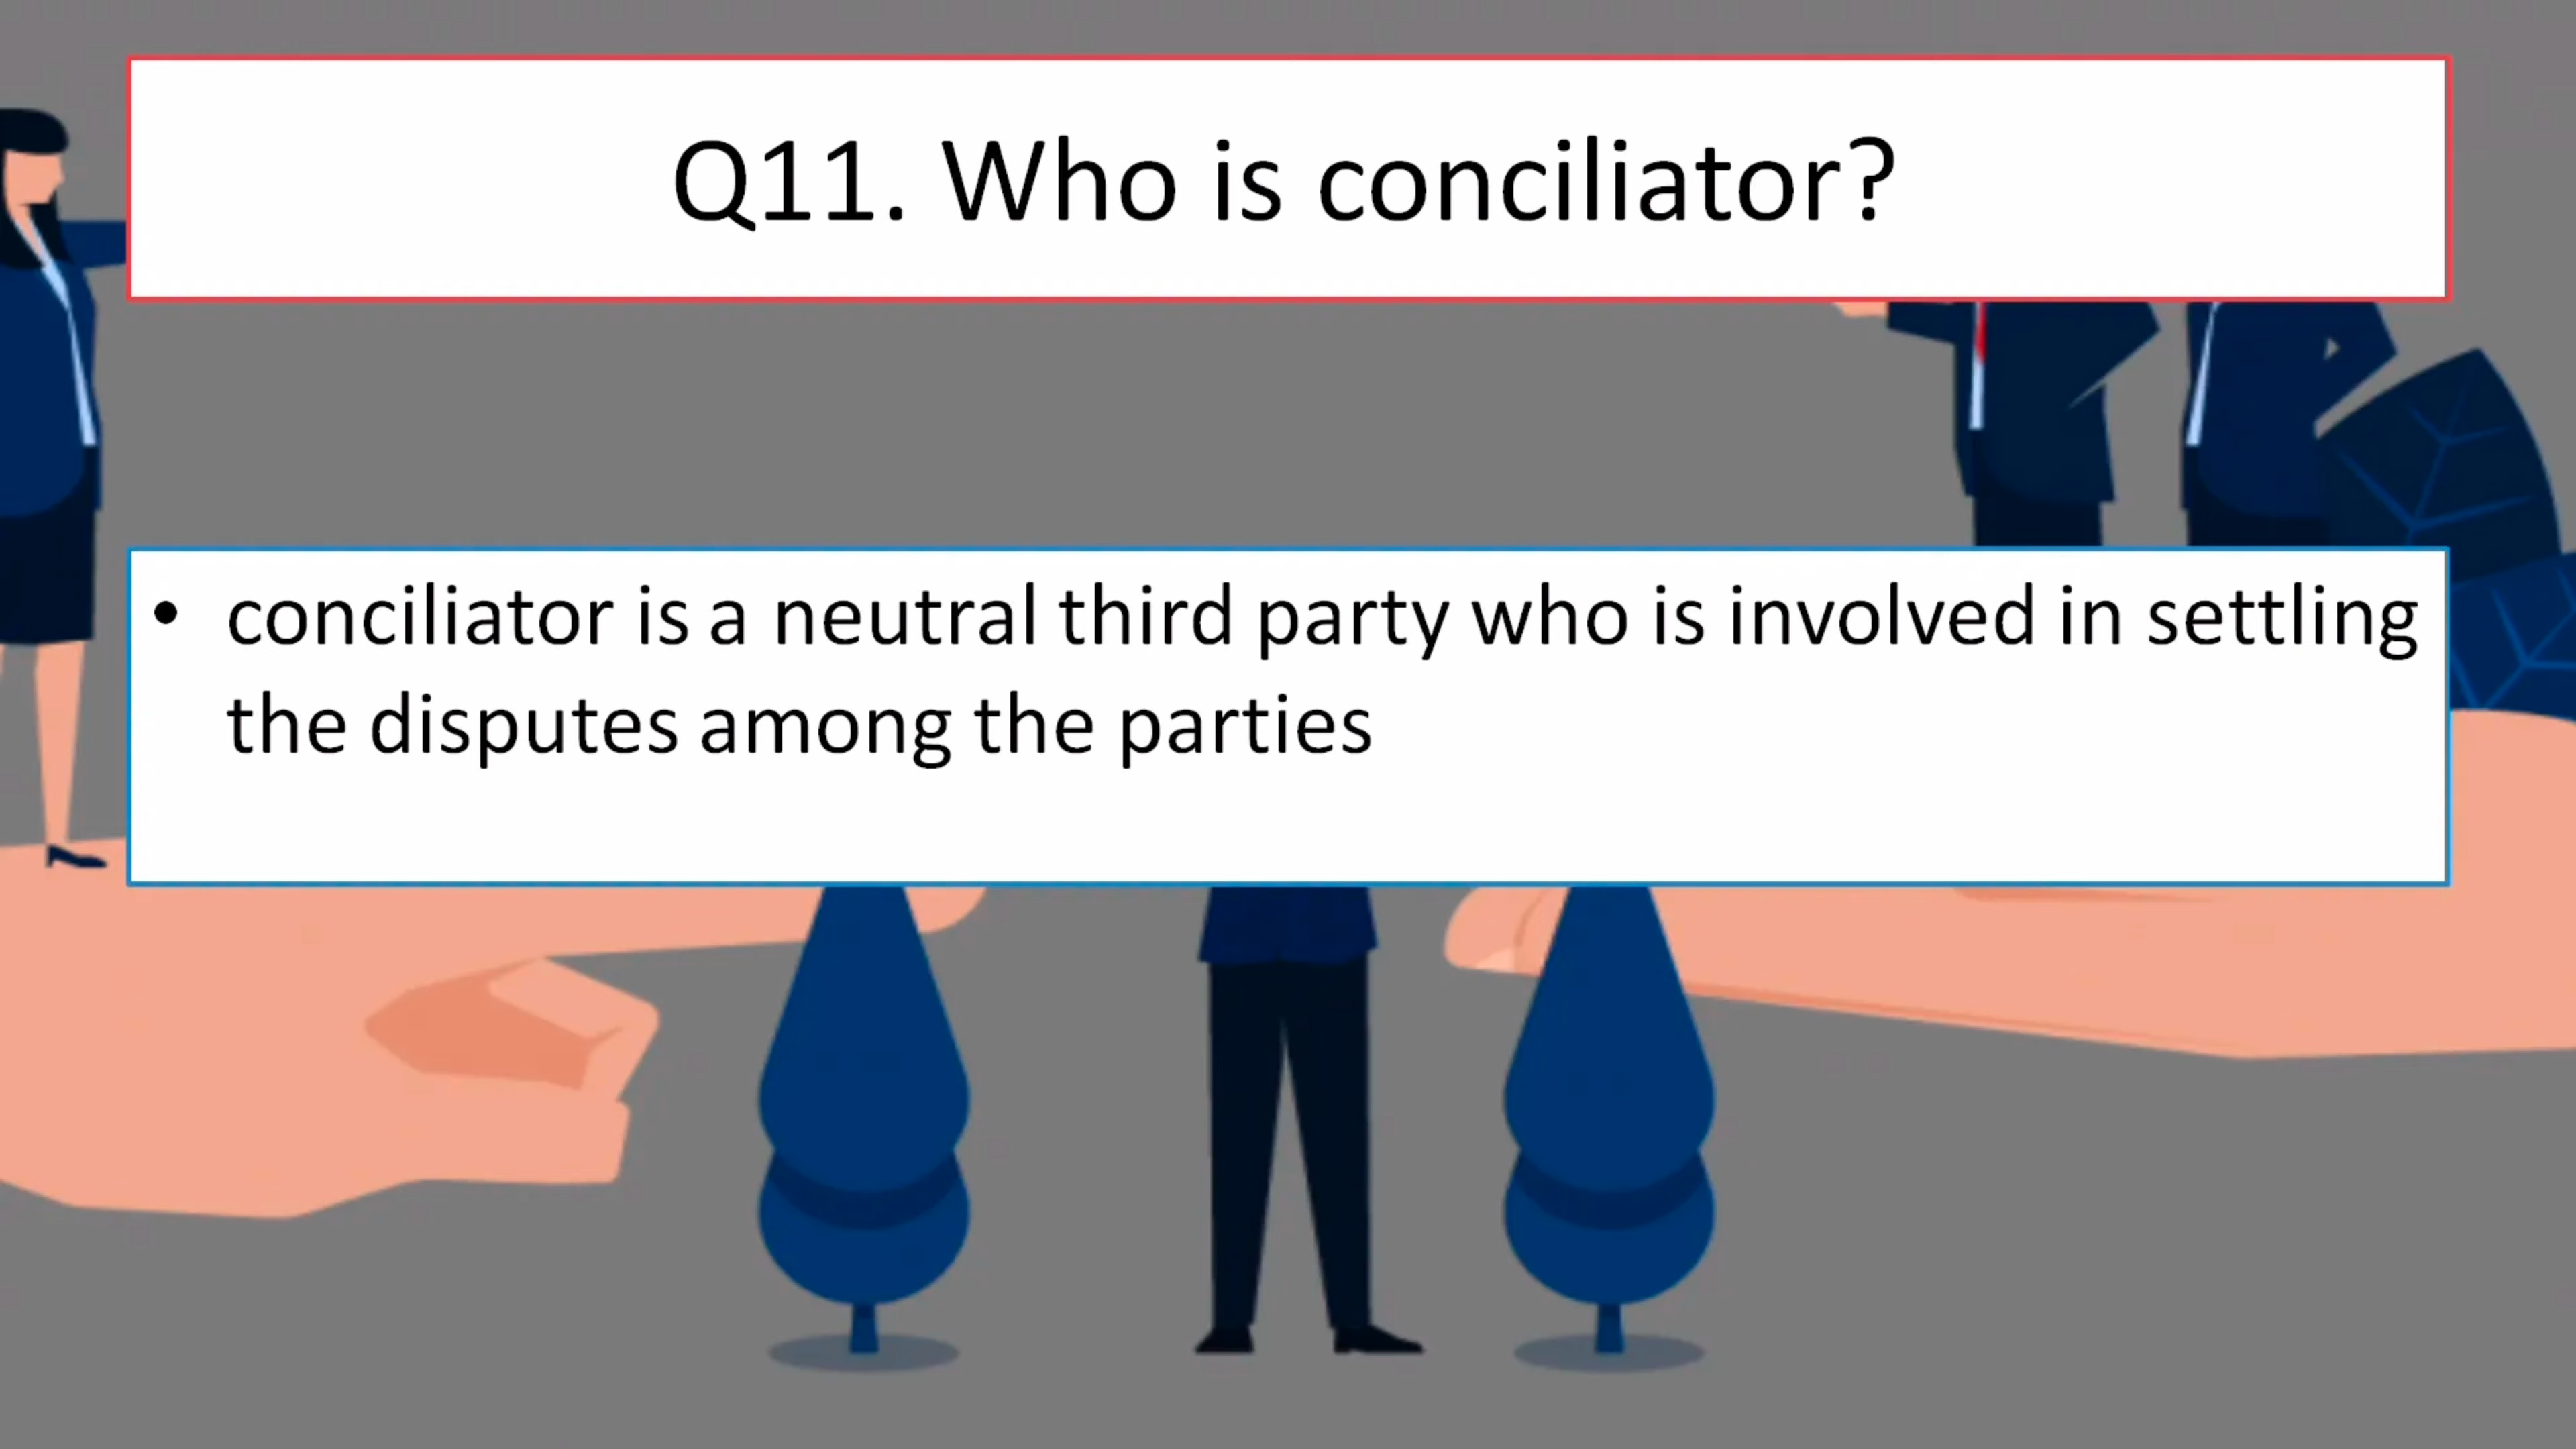 Q11. Who is conciliator?
• conciliator is a neutral third party who is involved in settling
the disputes among the parties